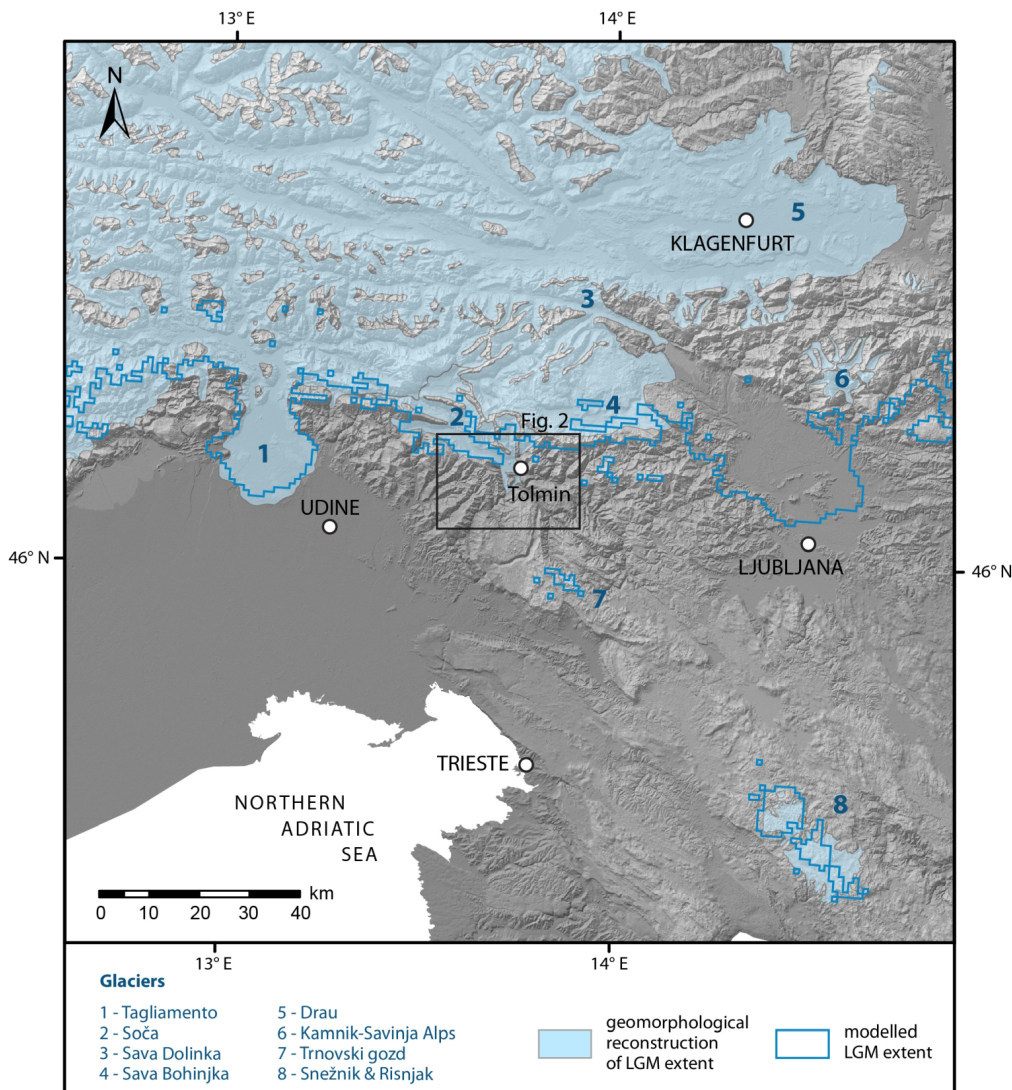 13° E
14° E
N
5
KLAGENFURT
3
6
4
2
Fig. 2
1
Tolmin
UDINE
46° N
LJUBLJANA
46° N
7
TRIESTE
NORTHERN
ADRIATIC
SEA
8
km
0 10 20 30 40
13° E
14° E
Glaciers
1 - Tagliamento
2 - Soča
3 - Sava Dolinka
4 - Sava Bohinjka
5 - Drau
6 - Kamnik-Savinja Alps
7 - Trnovski gozd
8 - Snežnik & Risnjak
geomorphological
reconstruction
of LGM extent
modelled
LGM extent